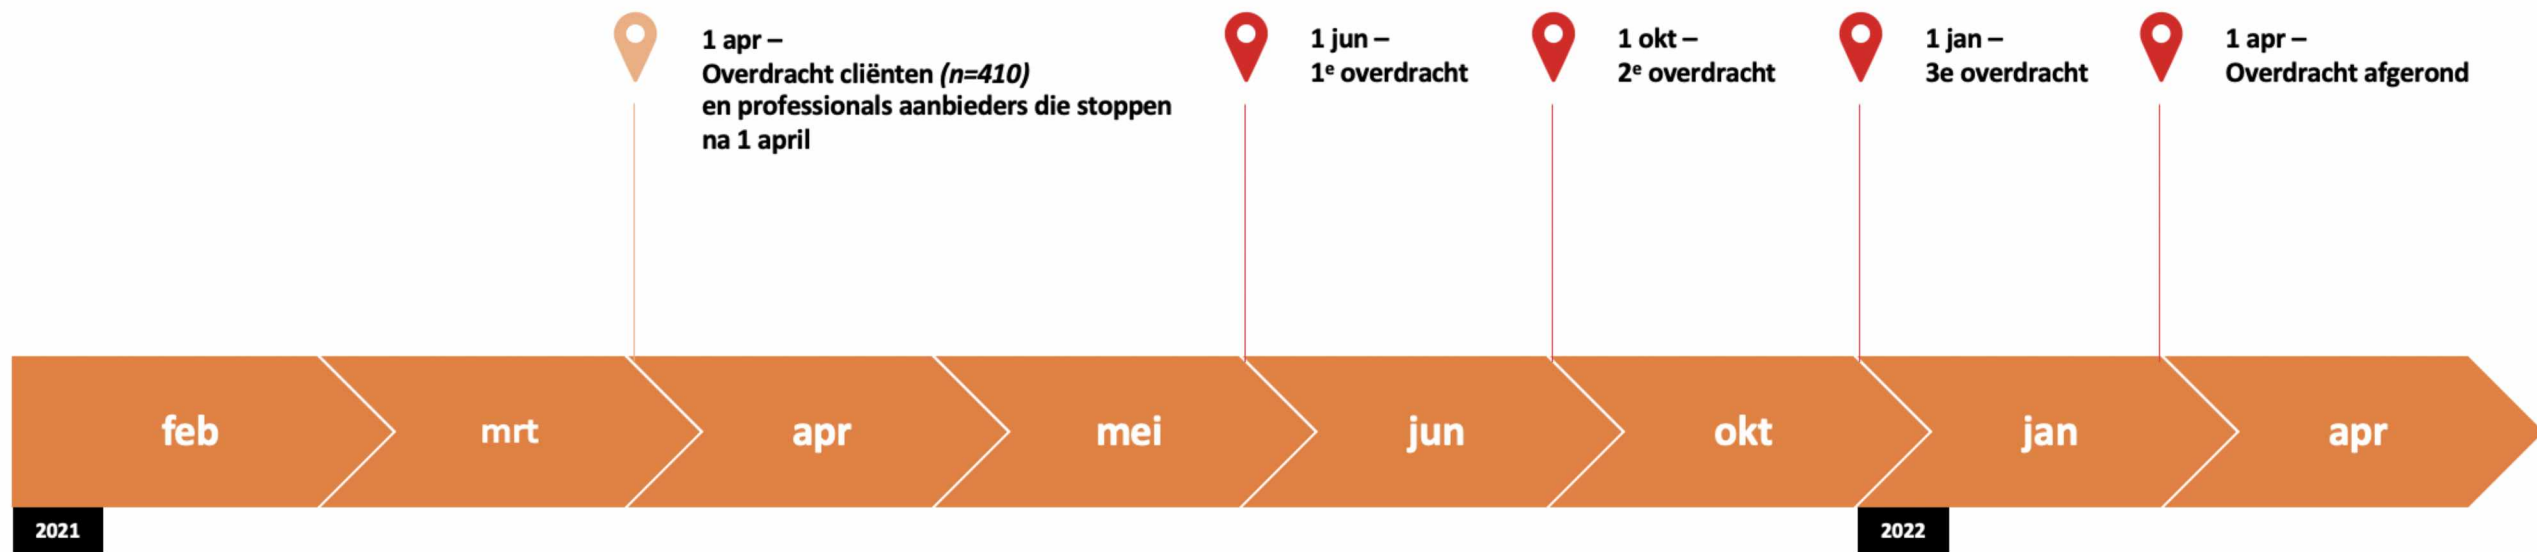 1 apr –
Overdracht cliënten (n=410)
en professionals aanbieders die stoppen
na 1 april
1 jun –
1e overdracht
1 okt –
2e overdracht
1 jan –
3e overdracht
1 apr –
Overdracht afgerond
feb
mrt
apr
mei
jun
okt
jan
apr
2021
2022